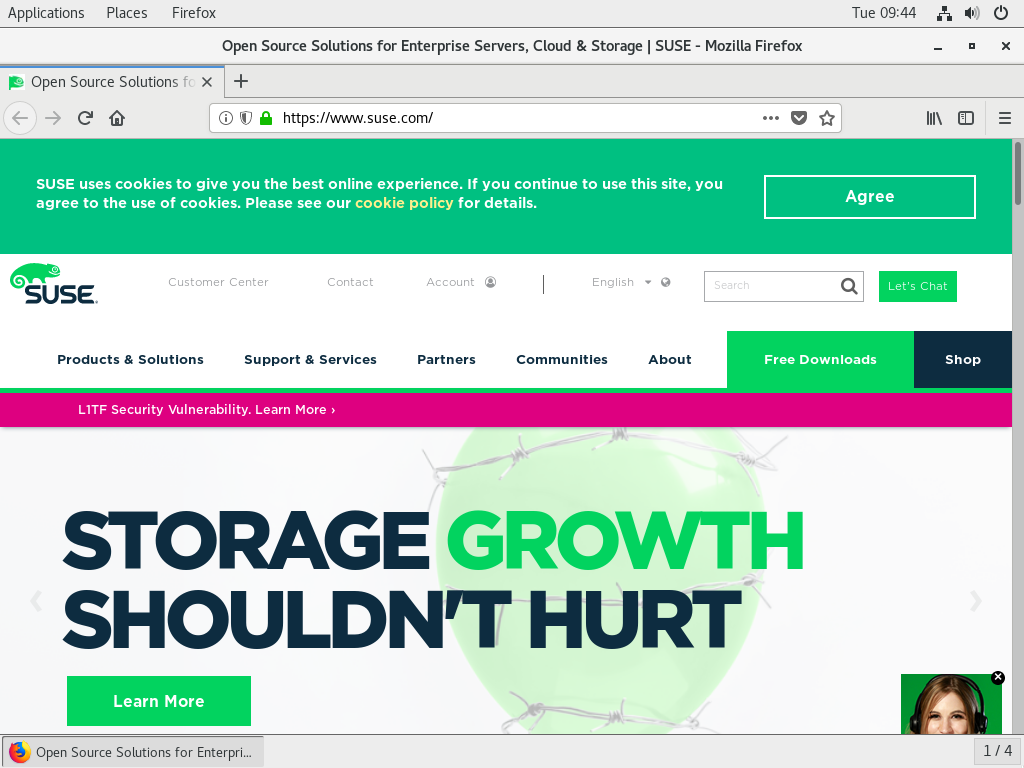 Applications Places Firefox Tue 09:44
Open Source Solutions for Enterprise Servers, Cloud & Storage | SUSE - Mozilla Firefox
Open Source Solutions fo
https://www.suse.com/
SUSE uses cookies to give you the best online experience. If you continue to use this site, you
agree to the use of cookies. Please see our cookie policy for details.
Agree
SUSE
Customer Center Contact Account English Search Let's Chat
Products & Solutions Support & Services Partners Communities About Free Downloads Shop
L1TF Security Vulnerability. Learn More ›
STORAGE GROWTH
SHOULDN'T HURT
Learn More
Open Source Solutions for Enterpri...
1 / 4